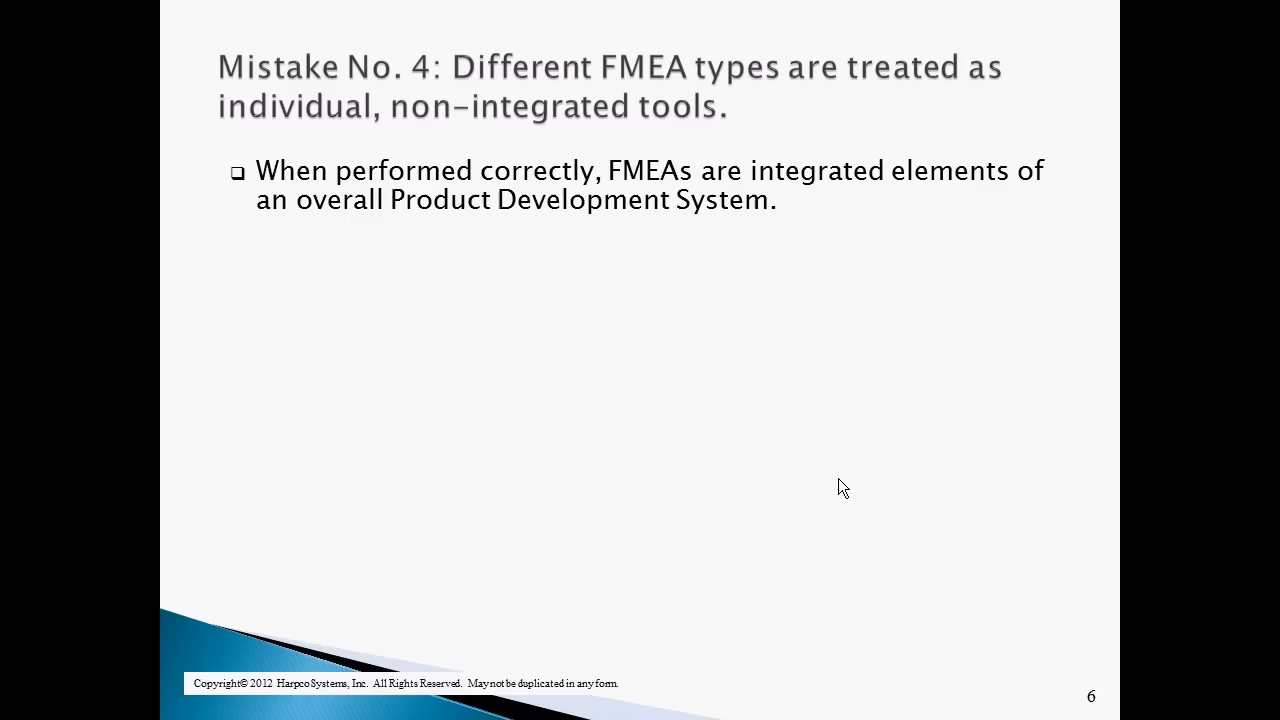 Mistake No. 4: Different FMEA types are treated as
individual, non-integrated tools.
When performed correctly, FMEAs are integrated elements of
an overall Product Development System.
Copyright© 2012 Harpco Systems, Inc. All Rights Reserved. May not be duplicated in any form.
6